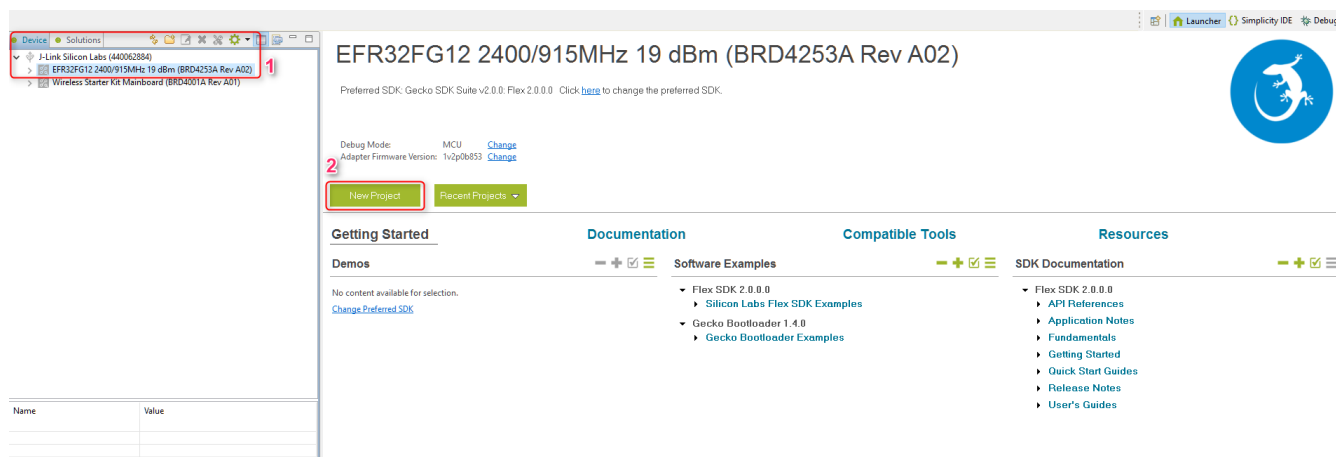 Launcher {} Simplicity IDE Debug
Device Solutions
J-Link Silicon Labs (440062884)
EFR32FG12 2400/915MHz 19 dBm (BRD4253A Rev A02)
Wireless Starter Kit Mainboard (BRD4001A Rev A01)
1
EFR32FG12 2400/915MHz 19 dBm (BRD4253A Rev A02)
Preferred SDK: Gecko SDK Suite v2.0.0: Flex 2.0.0.0 Click here to change the preferred SDK.
Debug Mode: MCU Change
Adapter Firmware Version: 1v2p0b853 Change
2
New Project Recent Projects
Getting Started Documentation Compatible Tools Resources
Demos
No content available for selection.
Change Preferred SDK
Software Examples
Flex SDK 2.0.0.0
Silicon Labs Flex SDK Examples
Gecko Bootloader 1.4.0
Gecko Bootloader Examples
SDK Documentation
Flex SDK 2.0.0.0
API References
Application Notes
Fundamentals
Getting Started
Quick Start Guides
Release Notes
User's Guides
Name Value